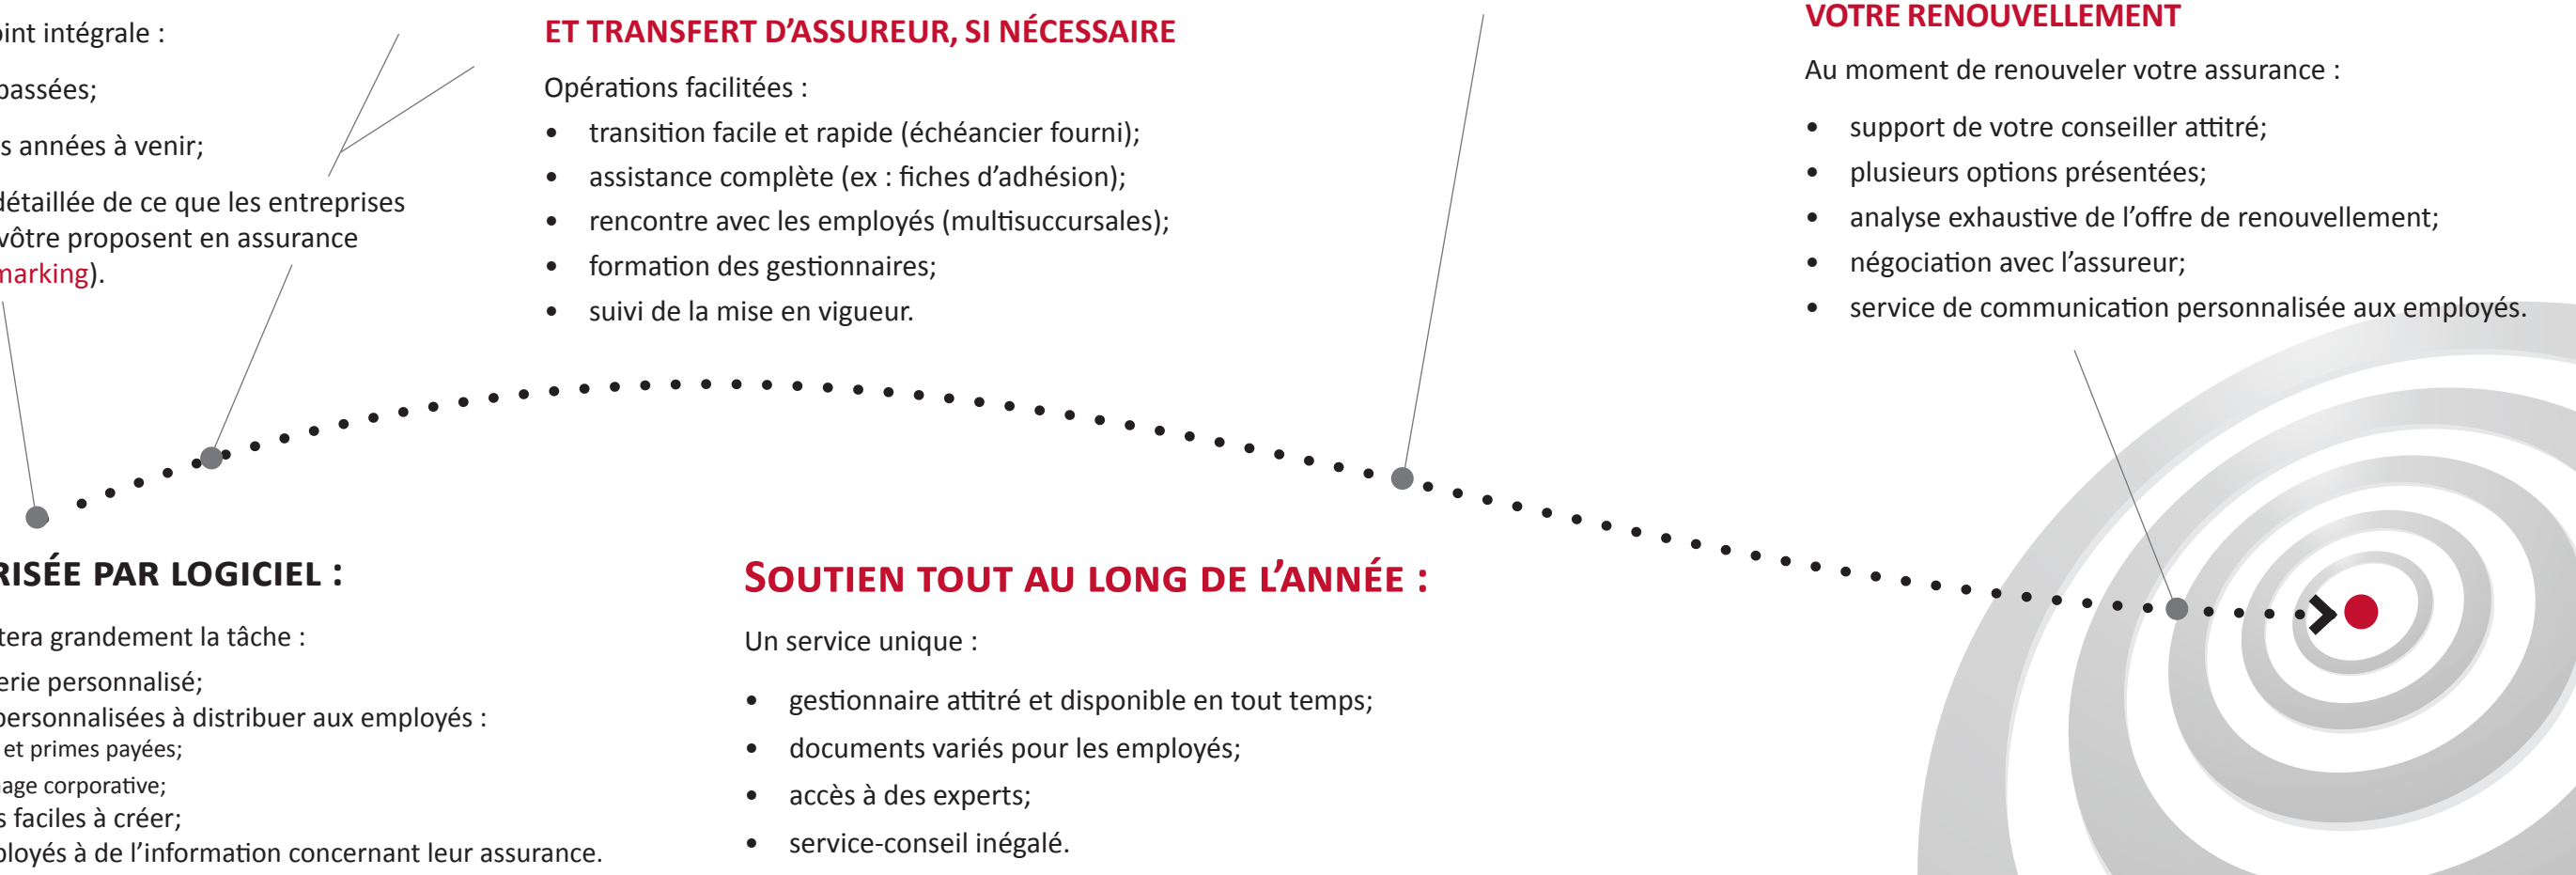 oint intégrale :
passées;
s années à venir;
détaillée de ce que les entreprises
vôtre proposent en assurance
marking).
ET TRANSFERT D’ASSUREUR, SI NÉCESSAIRE
Opérations facilitées :
• transition facile et rapide (échéancier fourni);
• assistance complète (ex : fiches d’adhésion);
• rencontre avec les employés (multisuccursales);
• formation des gestionnaires;
• suivi de la mise en vigueur.
VOTRE RENOUVELLEMENT
Au moment de renouveler votre assurance :
• support de votre conseiller attitré;
• plusieurs options présentées;
• analyse exhaustive de l’offre de renouvellement;
• négociation avec l’assureur;
• service de communication personnalisée aux employés.
RISÉE PAR LOGICIEL :
tera grandement la tâche :
erie personnalisé;
personnalisées à distribuer aux employés :
et primes payées;
age corporative;
s faciles à créer;
ployés à de l’information concernant leur assurance.
SOUTIEN TOUT AU LONG DE L’ANNÉE :
Un service unique :
• gestionnaire attitré et disponible en tout temps;
• documents variés pour les employés;
• accès à des experts;
• service-conseil inégalé.